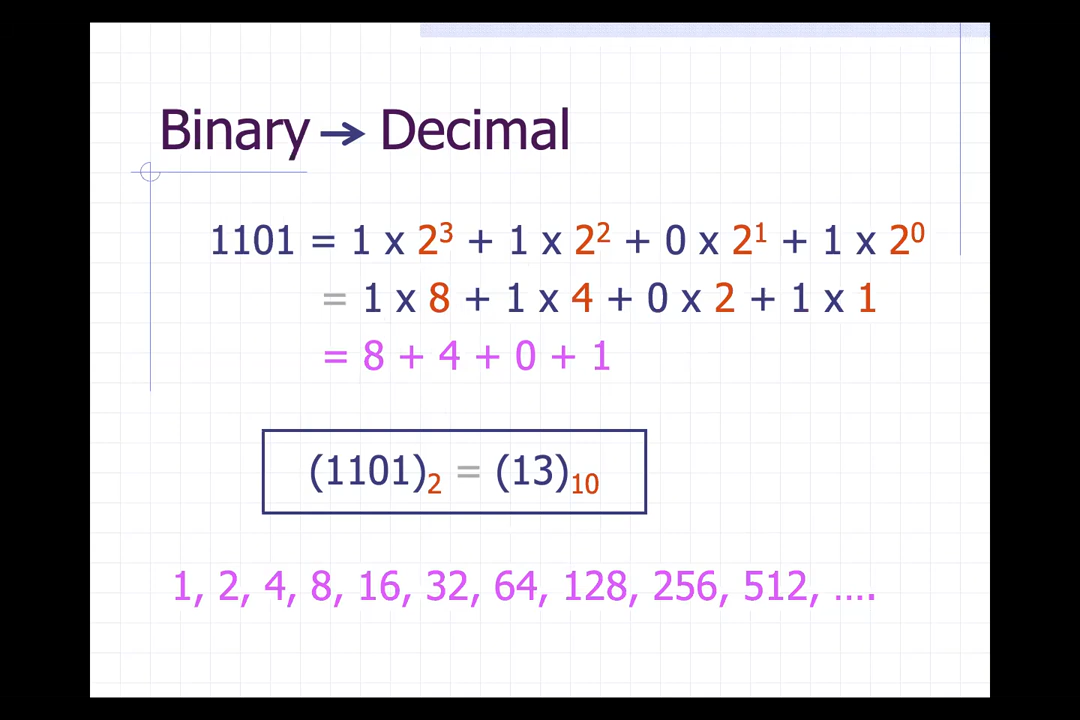 Binary → Decimal
1101 = 1 x 2³ + 1 x 2² + 0 x 2¹ + 1 x 2⁰
= 1 x 8 + 1 x 4 + 0 x 2 + 1 x 1
= 8 + 4 + 0 + 1
(1101)₂ = (13)₁₀
1, 2, 4, 8, 16, 32, 64, 128, 256, 512, ....